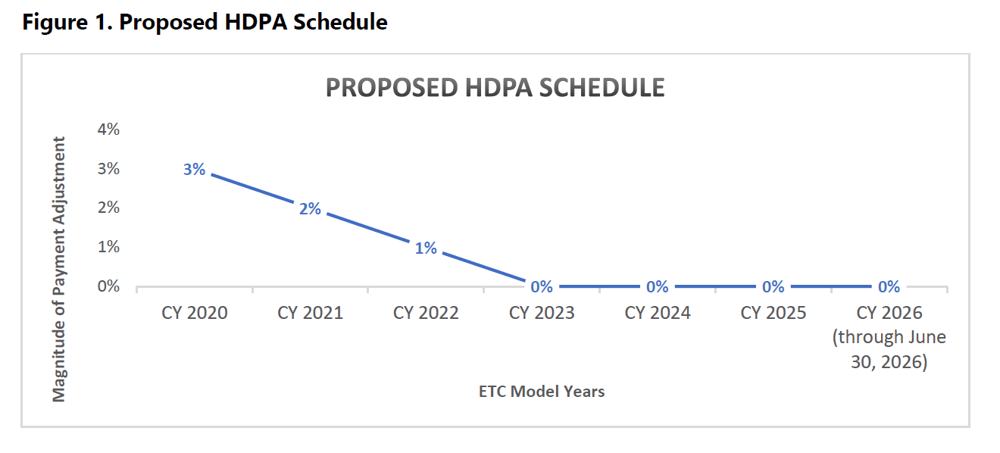 Figure 1. Proposed HDPA Schedule
PROPOSED HDPA SCHEDULE
Magnitude of Payment Adjustment
4%
3%
2%
1%
0%
3%
2%
1%
0%
0%
0%
0%
CY 2020
CY 2021
CY 2022
CY 2023
CY 2024
CY 2025
CY 2026
(through June
30, 2026)
ETC Model Years